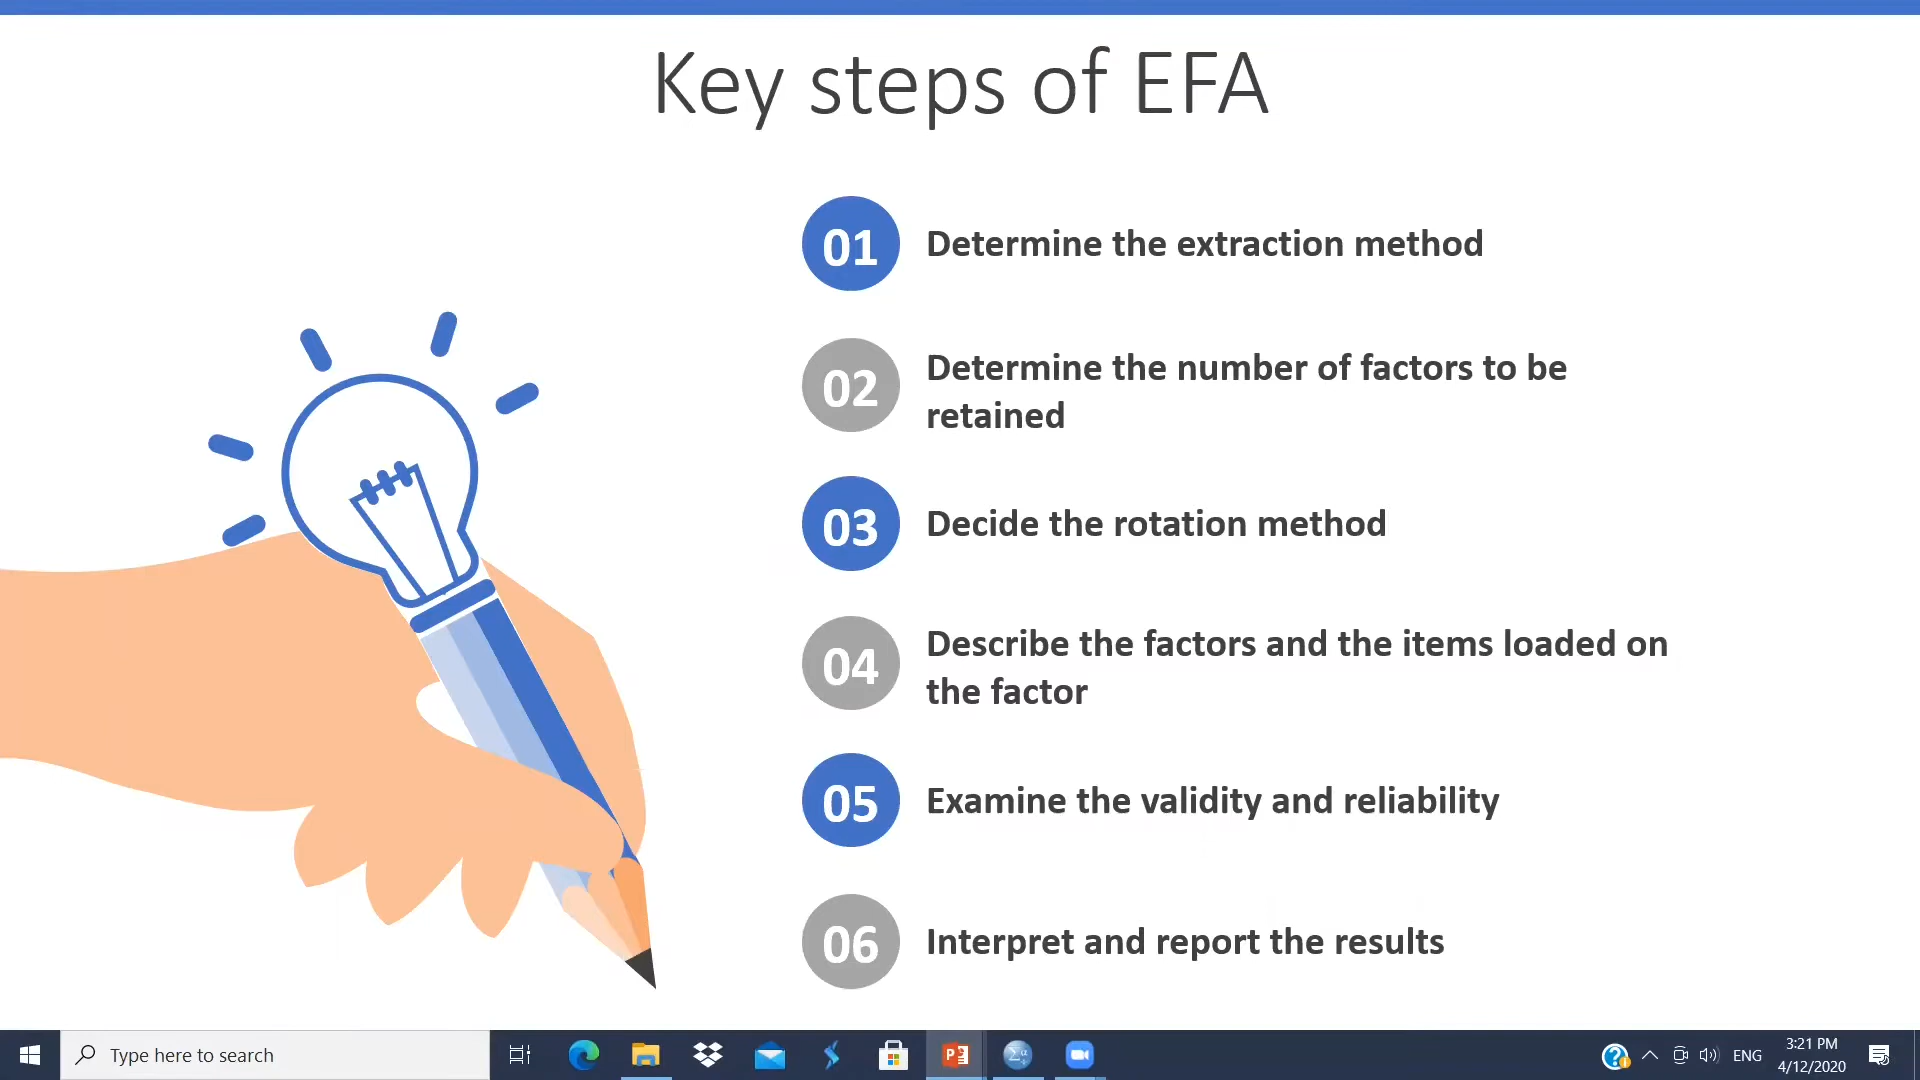 Key steps of EFA
01
Determine the extraction method
02
Determine the number of factors to be
retained
03
Decide the rotation method
04
Describe the factors and the items loaded on
the factor
05
Examine the validity and reliability
06
Interpret and report the results
Type here to search
ENG
3:21 PM
4/12/2020